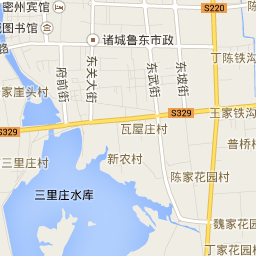 密州宾馆
S220
图书馆
诸城鲁东市政
路
丁陈铁沟
府前街
东关大街
东武街
东坡街
家崖头村
S329
王家铁沟
瓦屋庄村
S329
普桥
三里庄村
新农村
陈家花园村
三里庄水库
魏家花园
丁家花园村